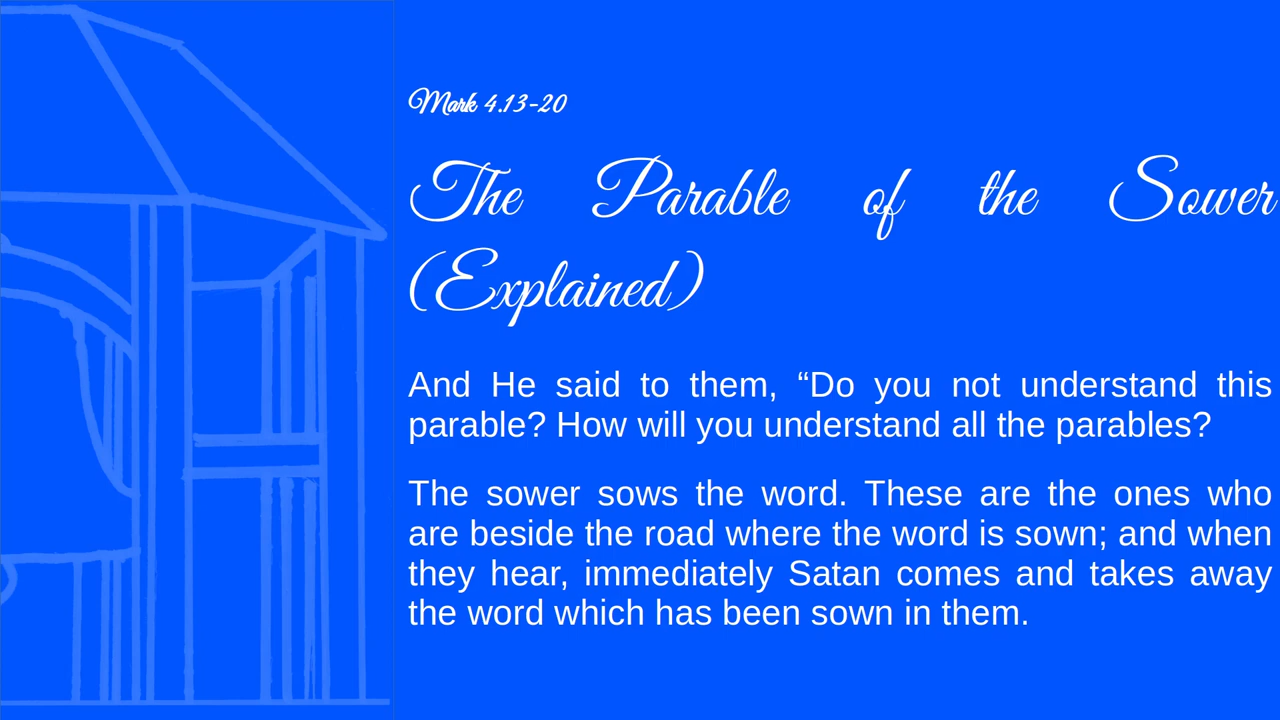 Mark 4.13-20
The Parable of the Sower
(Explained)
And He said to them, “Do you not understand this
parable? How will you understand all the parables?
The sower sows the word. These are the ones who
are beside the road where the word is sown; and when
they hear, immediately Satan comes and takes away
the word which has been sown in them.